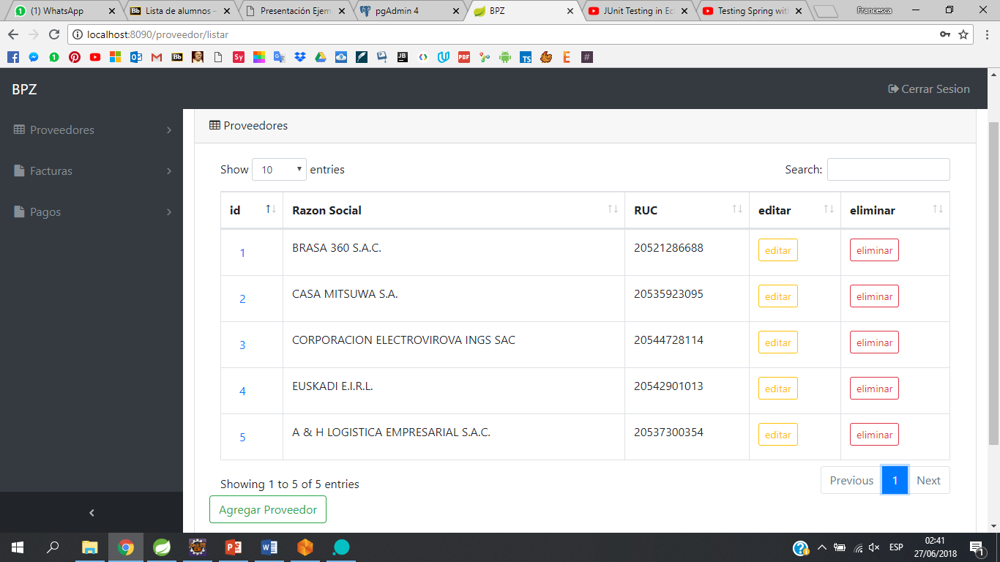 (1) WhatsApp
Lista de alumnos –
Presentación Ejem
pgAdmin 4
BPZ
JUnit Testing in Ec
Testing Spring with
Francesca
localhost:8090/proveedor/listar
BPZ
Cerrar Sesion
Proveedores
Facturas
Pagos
Proveedores
Show 10 entries
Search:
id Razon Social RUC editar eliminar
1 BRASA 360 S.A.C. 20521286688 editar eliminar
2 CASA MITSUWA S.A. 20535923095 editar eliminar
3 CORPORACION ELECTROVIROVA INGS SAC 20544728114 editar eliminar
4 EUSKADI E.I.R.L. 20542901013 editar eliminar
5 A & H LOGISTICA EMPRESARIAL S.A.C. 20537300354 editar eliminar
Showing 1 to 5 of 5 entries
Previous 1 Next
Agregar Proveedor
ESP
02:41
27/06/2018